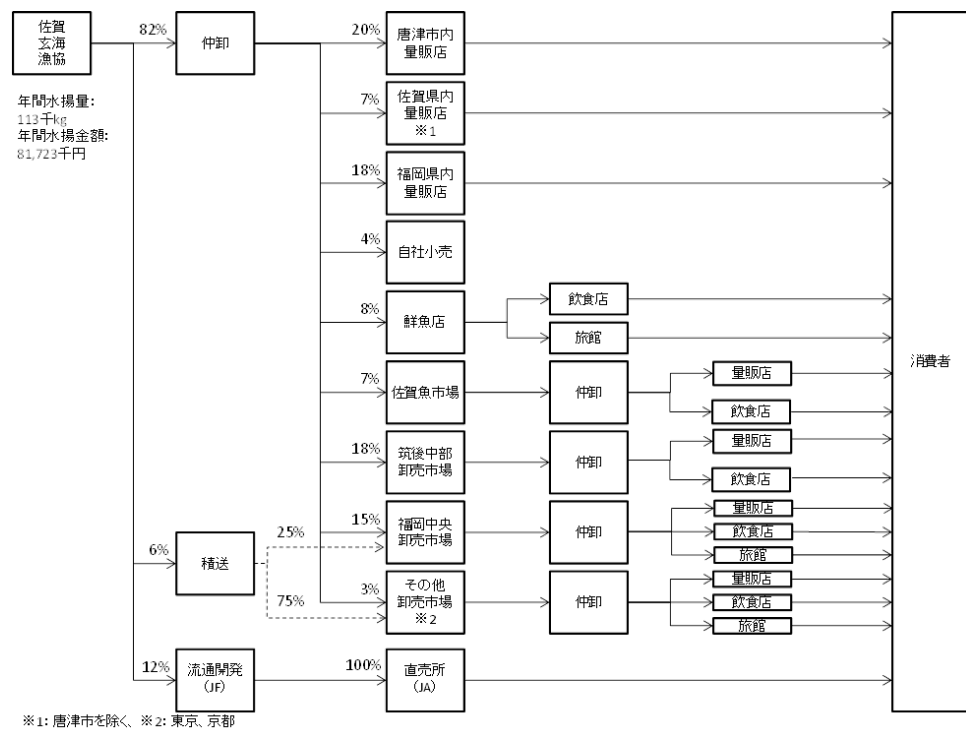 佐賀
玄海
漁協
年間水揚量:
113千kg
年間水揚金額:
81,723千円
82%
仲卸
20%
唐津市内
量販店
7%
佐賀県内
量販店
※1
18%
福岡県内
量販店
4%
自社小売
8%
鮮魚店
飲食店
旅館
7%
佐賀魚市場
仲卸
量販店
飲食店
18%
筑後中部
卸売市場
仲卸
量販店
飲食店
15%
福岡中央
卸売市場
仲卸
量販店
飲食店
旅館
6%
積送
25%
75%
3%
その他
卸売市場
※2
仲卸
量販店
飲食店
旅館
12%
流通開発
(JF)
100%
直売所
(JA)
消費者
※1: 唐津市を除く、※2: 東京、京都